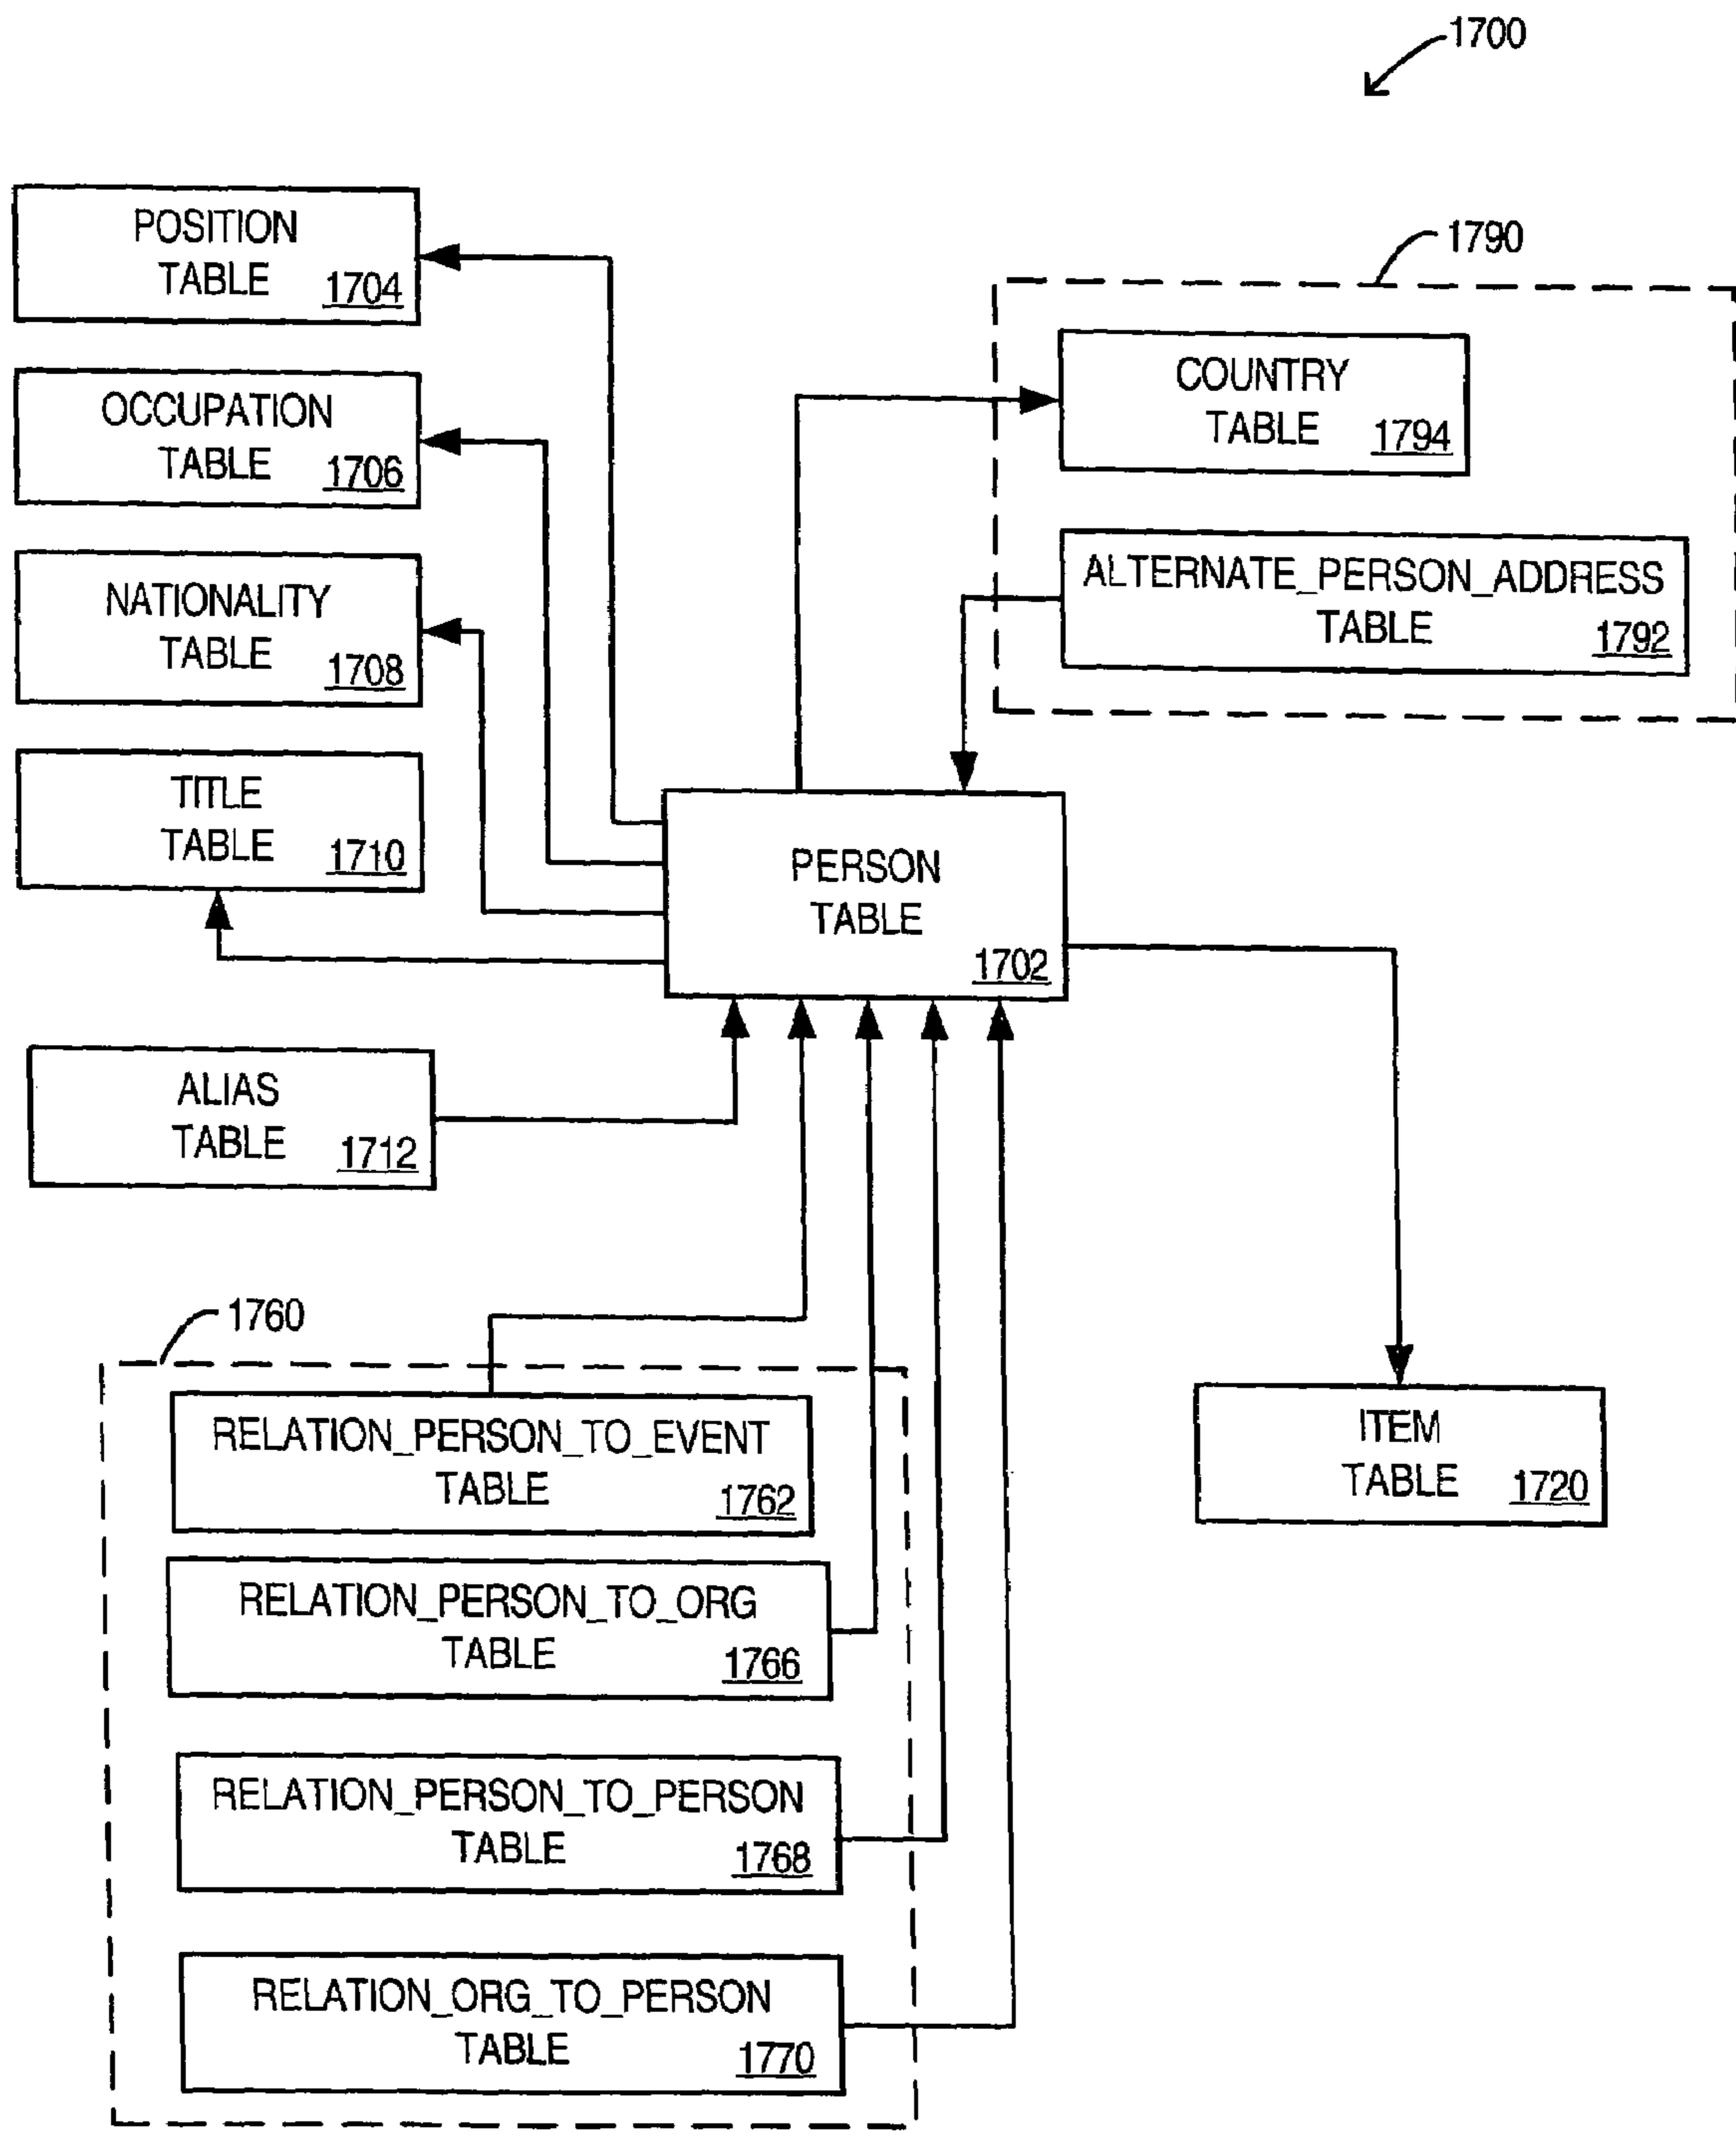 1700
POSITION
TABLE 1704
1790
OCCUPATION
TABLE 1706
COUNTRY
TABLE 1794
NATIONALITY
TABLE 1708
ALTERNATE_PERSON_ADDRESS
TABLE 1792
TITLE
TABLE 1710
PERSON
TABLE
1702
ALIAS
TABLE 1712
1760
RELATION_PERSON_TO_EVENT
TABLE 1762
ITEM
TABLE 1720
RELATION_PERSON_TO_ORG
TABLE 1766
RELATION_PERSON_TO_PERSON
TABLE 1768
RELATION_ORG_TO_PERSON
TABLE 1770